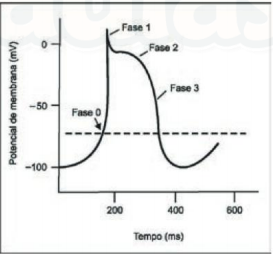 Fase 1
Fase 2
Fase 3
Fase 0
Potencial de membrana (mV)
0
−50
−100
200
400
600
Tempo (ms)